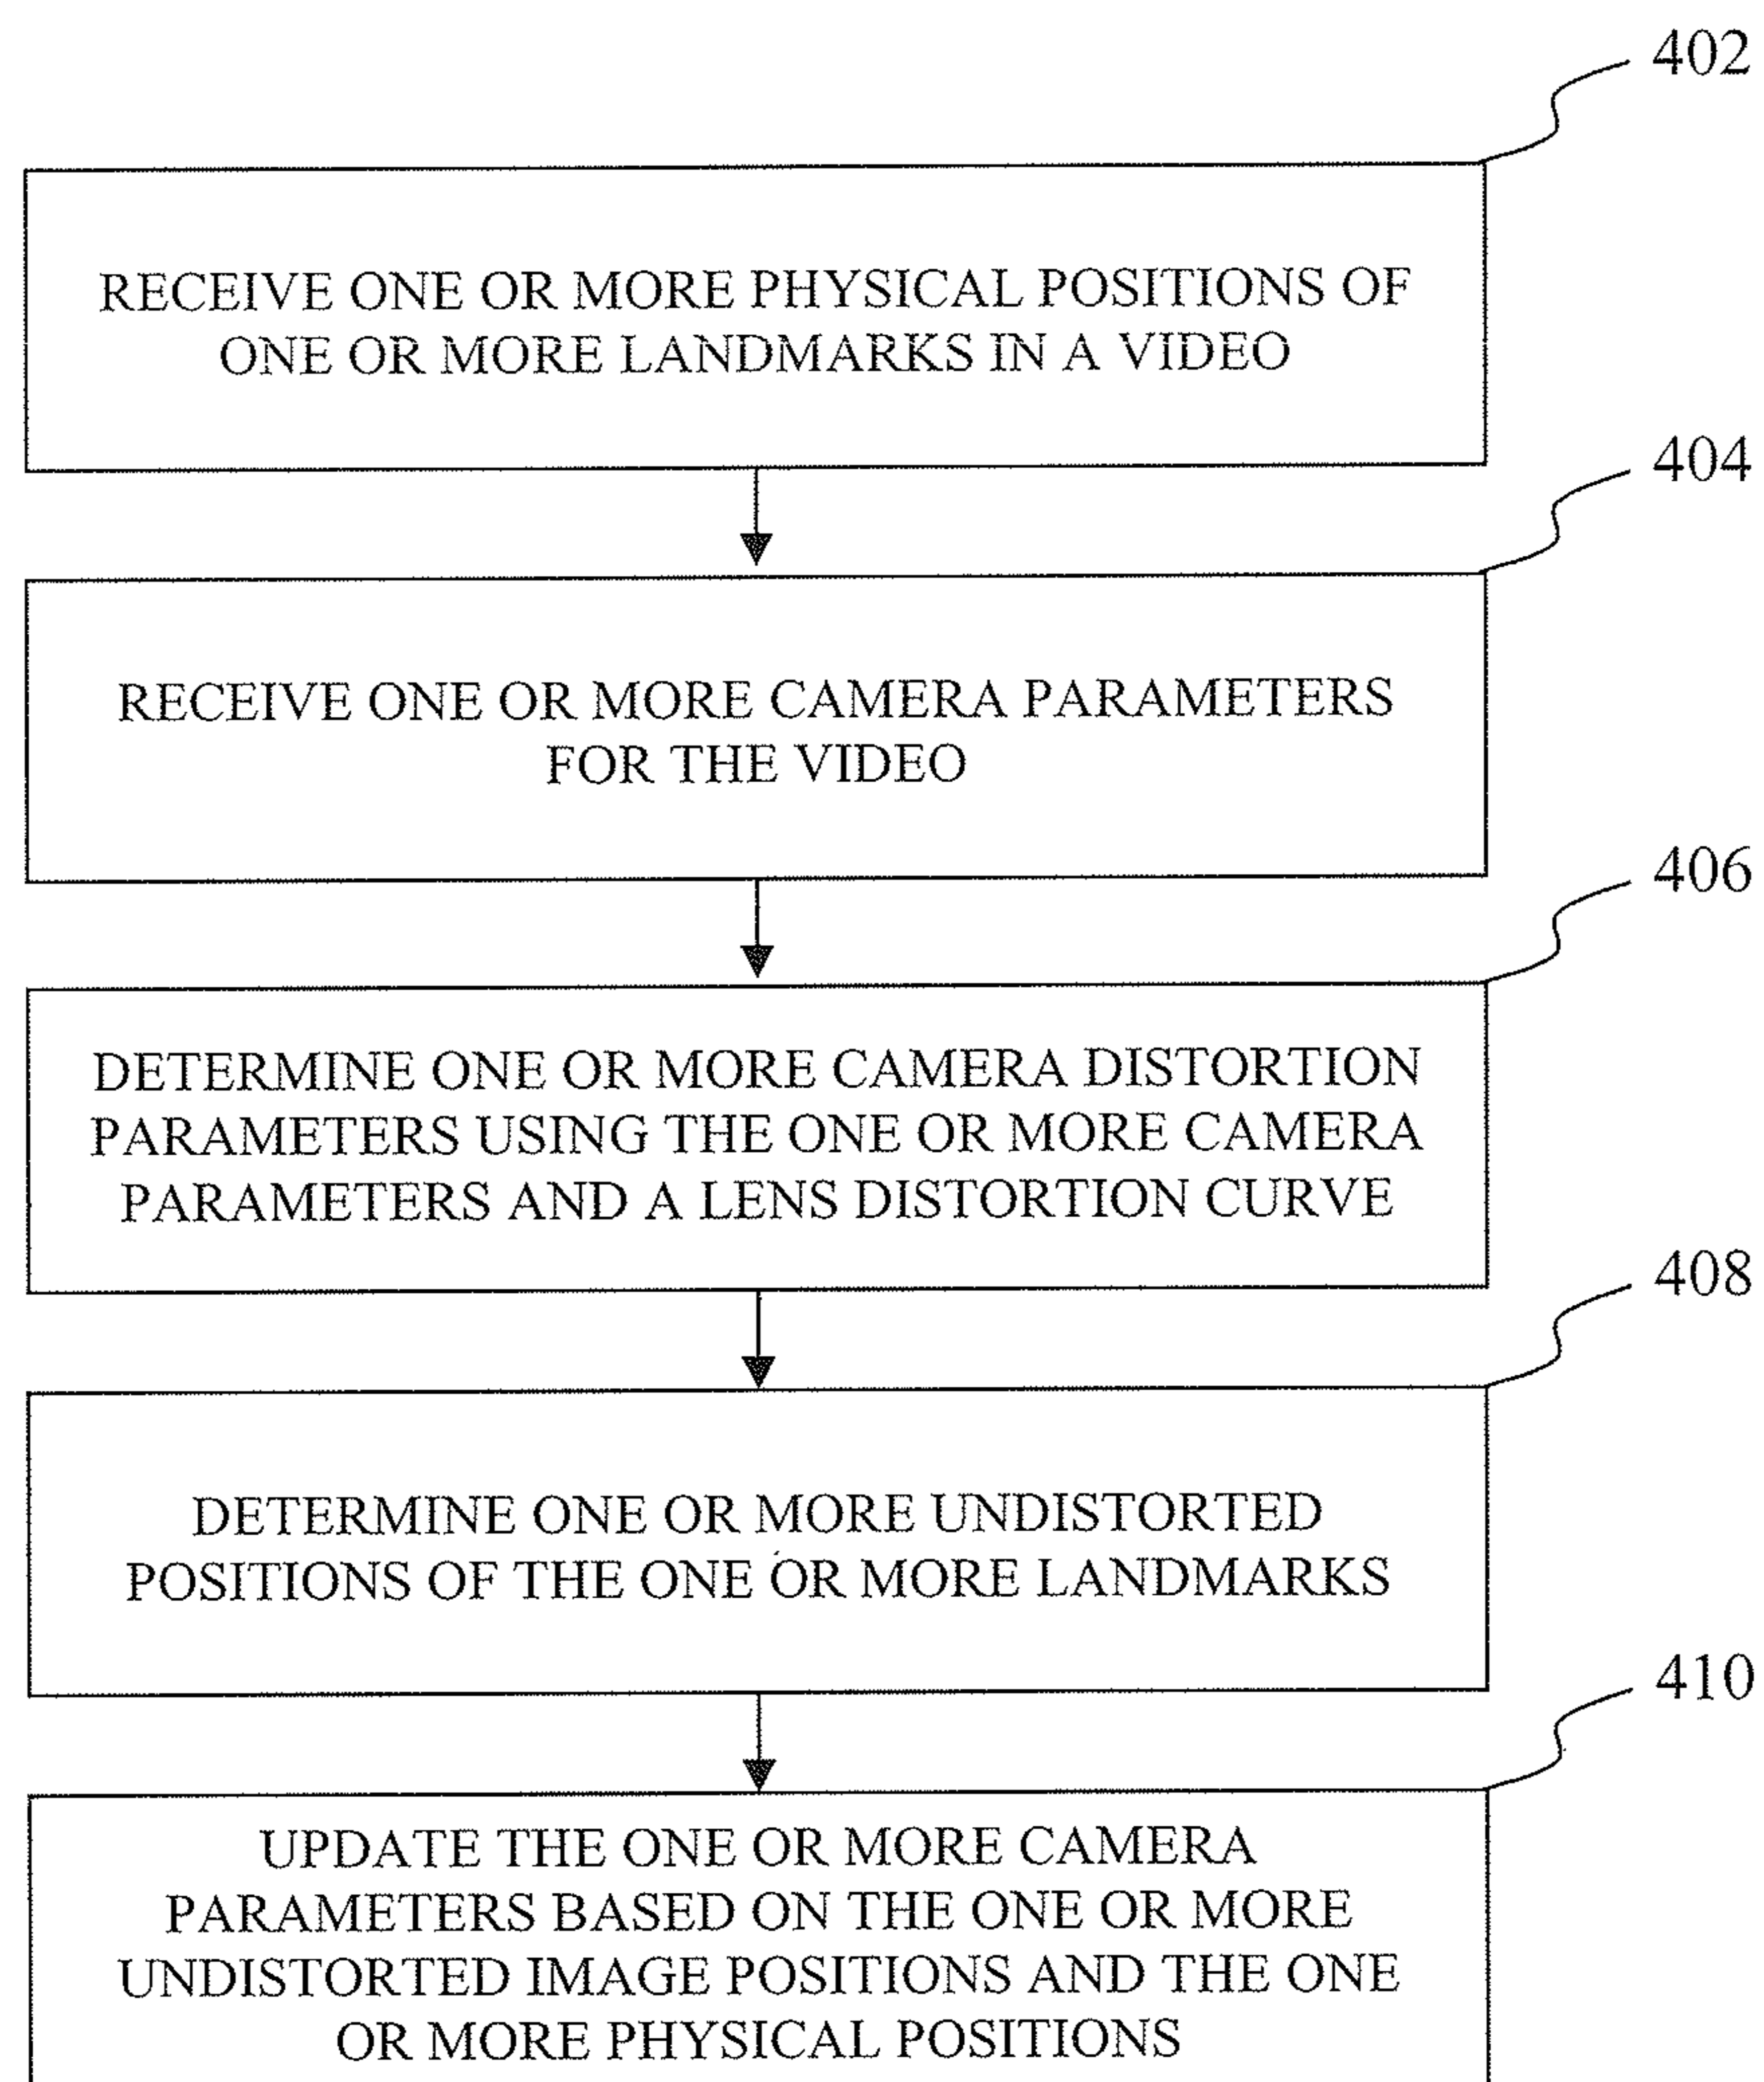 402
RECEIVE ONE OR MORE PHYSICAL POSITIONS OF
ONE OR MORE LANDMARKS IN A VIDEO
404
RECEIVE ONE OR MORE CAMERA PARAMETERS
FOR THE VIDEO
406
DETERMINE ONE OR MORE CAMERA DISTORTION
PARAMETERS USING THE ONE OR MORE CAMERA
PARAMETERS AND A LENS DISTORTION CURVE
408
DETERMINE ONE OR MORE UNDISTORTED
POSITIONS OF THE ONE OR MORE LANDMARKS
410
UPDATE THE ONE OR MORE CAMERA
PARAMETERS BASED ON THE ONE OR MORE
UNDISTORTED IMAGE POSITIONS AND THE ONE
OR MORE PHYSICAL POSITIONS